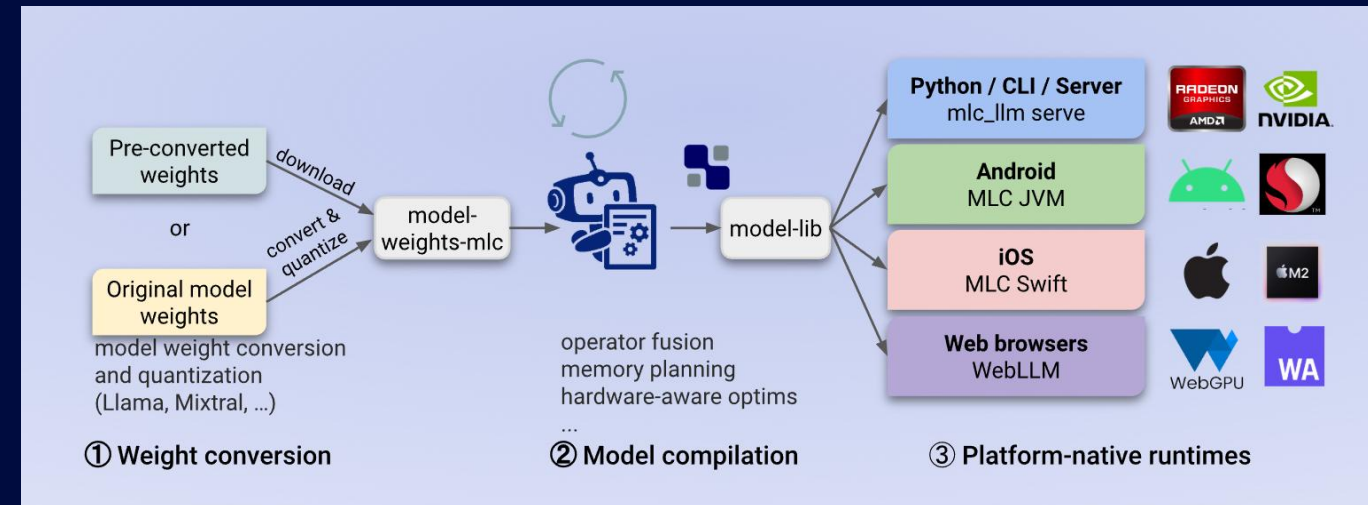 Pre-converted
weights
or
Original model
weights
download
convert &
quantize
model weight conversion
and quantization
(Llama, Mixtral, ...)
① Weight conversion
model-
weights-mlc
operator fusion
memory planning
hardware-aware optims
...
② Model compilation
model-lib
Python / CLI / Server
mlc_llm serve
Android
MLC JVM
iOS
MLC Swift
Web browsers
WebLLM
③ Platform-native runtimes
RADEON
GRAPHICS
AMD
NVIDIA.
TM
M2
WebGPU
WA